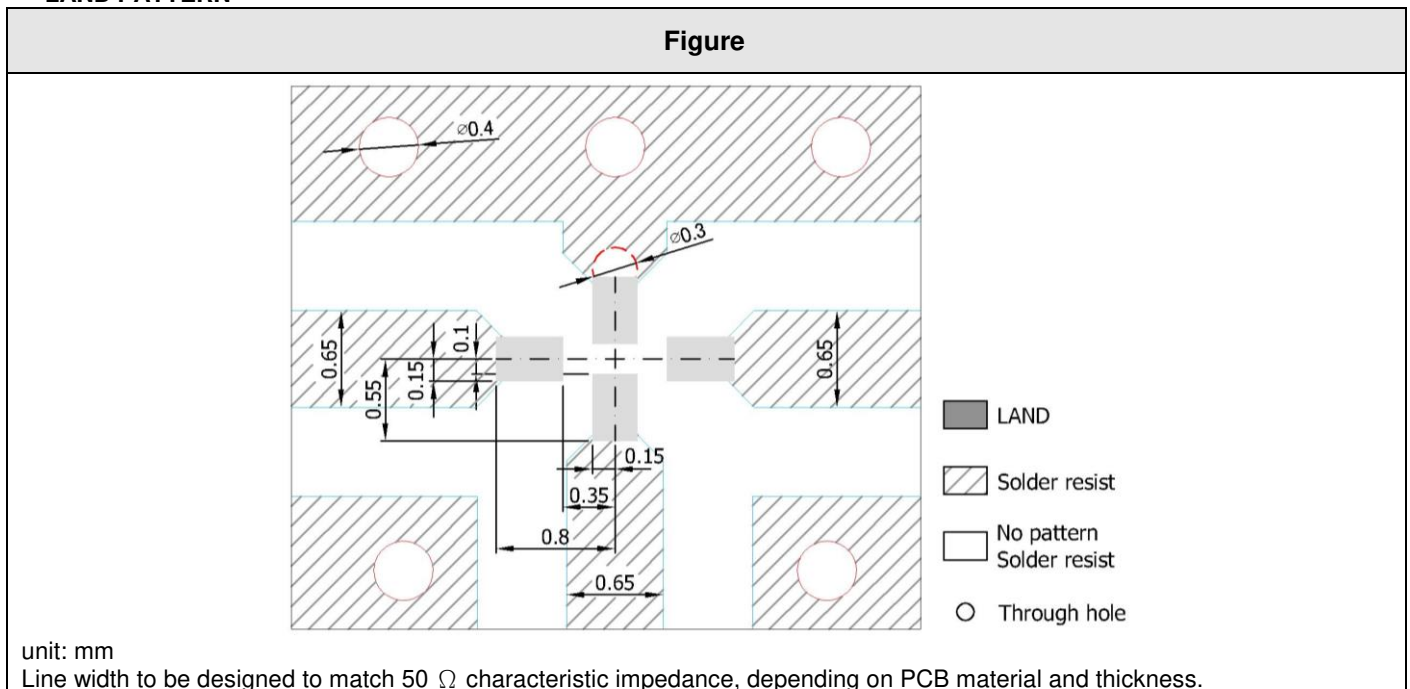 LAND PATTERN
Figure
⌀0.4
⌀0.3
0.65
0.55
0.15
0.1
0.65
0.15
0.35
0.8
0.65
LAND
Solder resist
No pattern
Solder resist
Through hole
unit: mm
Line width to be designed to match 50 Ω characteristic impedance, depending on PCB material and thickness.